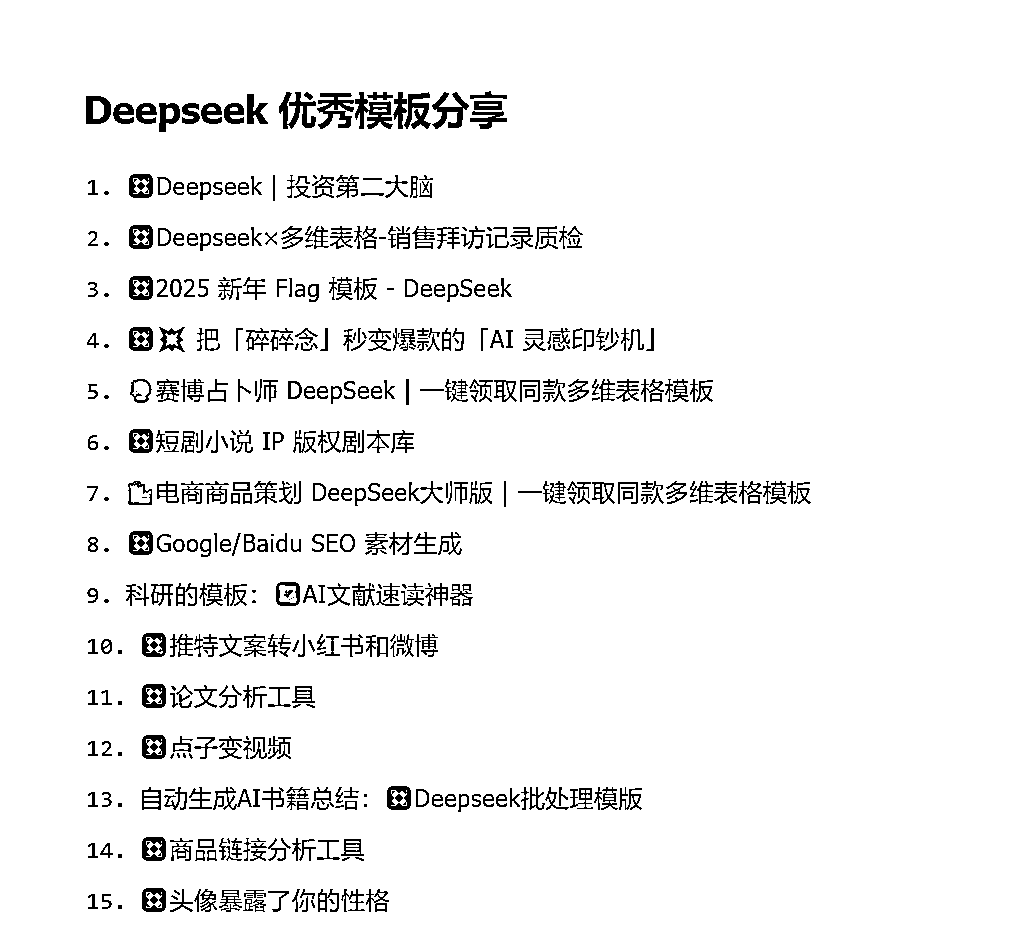 Deepseek 优秀模板分享
1. Deepseek | 投资第二大脑
2. Deepseek×多维表格-销售拜访记录质检
3. 2025 新年 Flag 模板 - DeepSeek
4. 💥 把「碎碎念」秒变爆款的「AI 灵感印钞机」
5. 赛博占卜师 DeepSeek | 一键领取同款多维表格模板
6. 短剧小说 IP 版权剧本库
7. 电商商品策划 DeepSeek大师版 | 一键领取同款多维表格模板
8. Google/Baidu SEO 素材生成
9. 科研的模板： AI文献速读神器
10. 推特文案转小红书和微博
11. 论文分析工具
12. 点子变视频
13. 自动生成AI书籍总结： Deepseek批处理模版
14. 商品链接分析工具
15. 头像暴露了你的性格